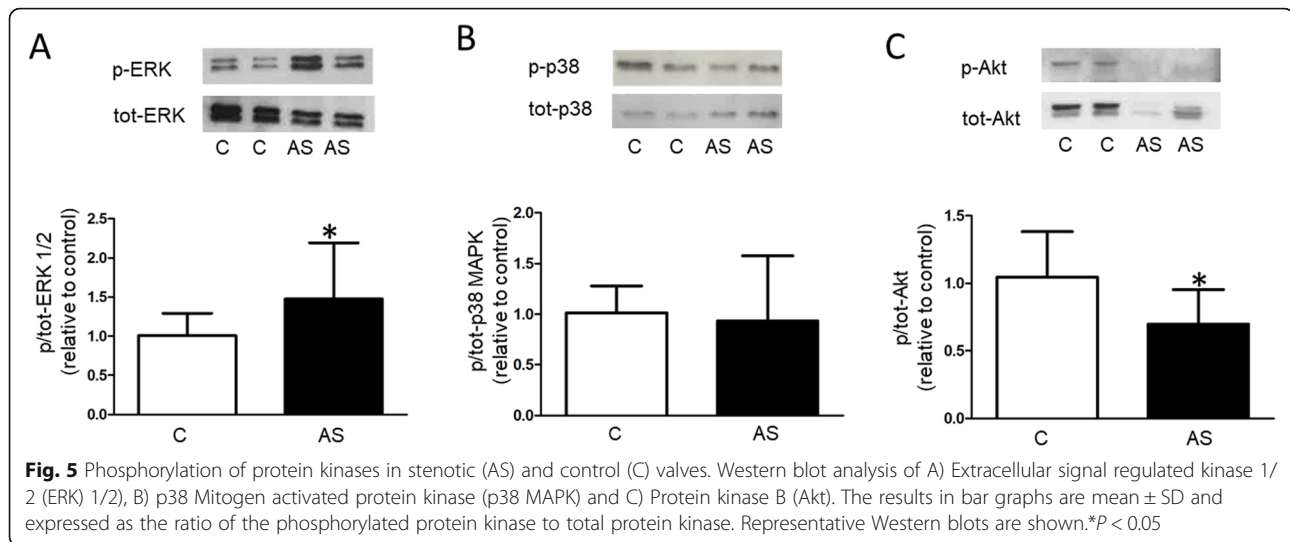 A
p-ERK
tot-ERK
C C AS AS
p/tot-ERK 1/2
(relative to control)
2.5
2.0
1.5
1.0
0.5
0.0
*
C AS
B
p-p38
tot-p38
C C AS AS
p/tot-p38 MAPK
(relative to control)
2.0
1.5
1.0
0.5
0.0
C AS
C
p-Akt
tot-Akt
C C AS AS
p/tot-Akt
(relative to control)
1.5
1.0
0.5
0.0
*
C AS
Fig. 5 Phosphorylation of protein kinases in stenotic (AS) and control (C) valves. Western blot analysis of A) Extracellular signal regulated kinase 1/
2 (ERK) 1/2), B) p38 Mitogen activated protein kinase (p38 MAPK) and C) Protein kinase B (Akt). The results in bar graphs are mean ± SD and
expressed as the ratio of the phosphorylated protein kinase to total protein kinase. Representative Western blots are shown.*P < 0.05